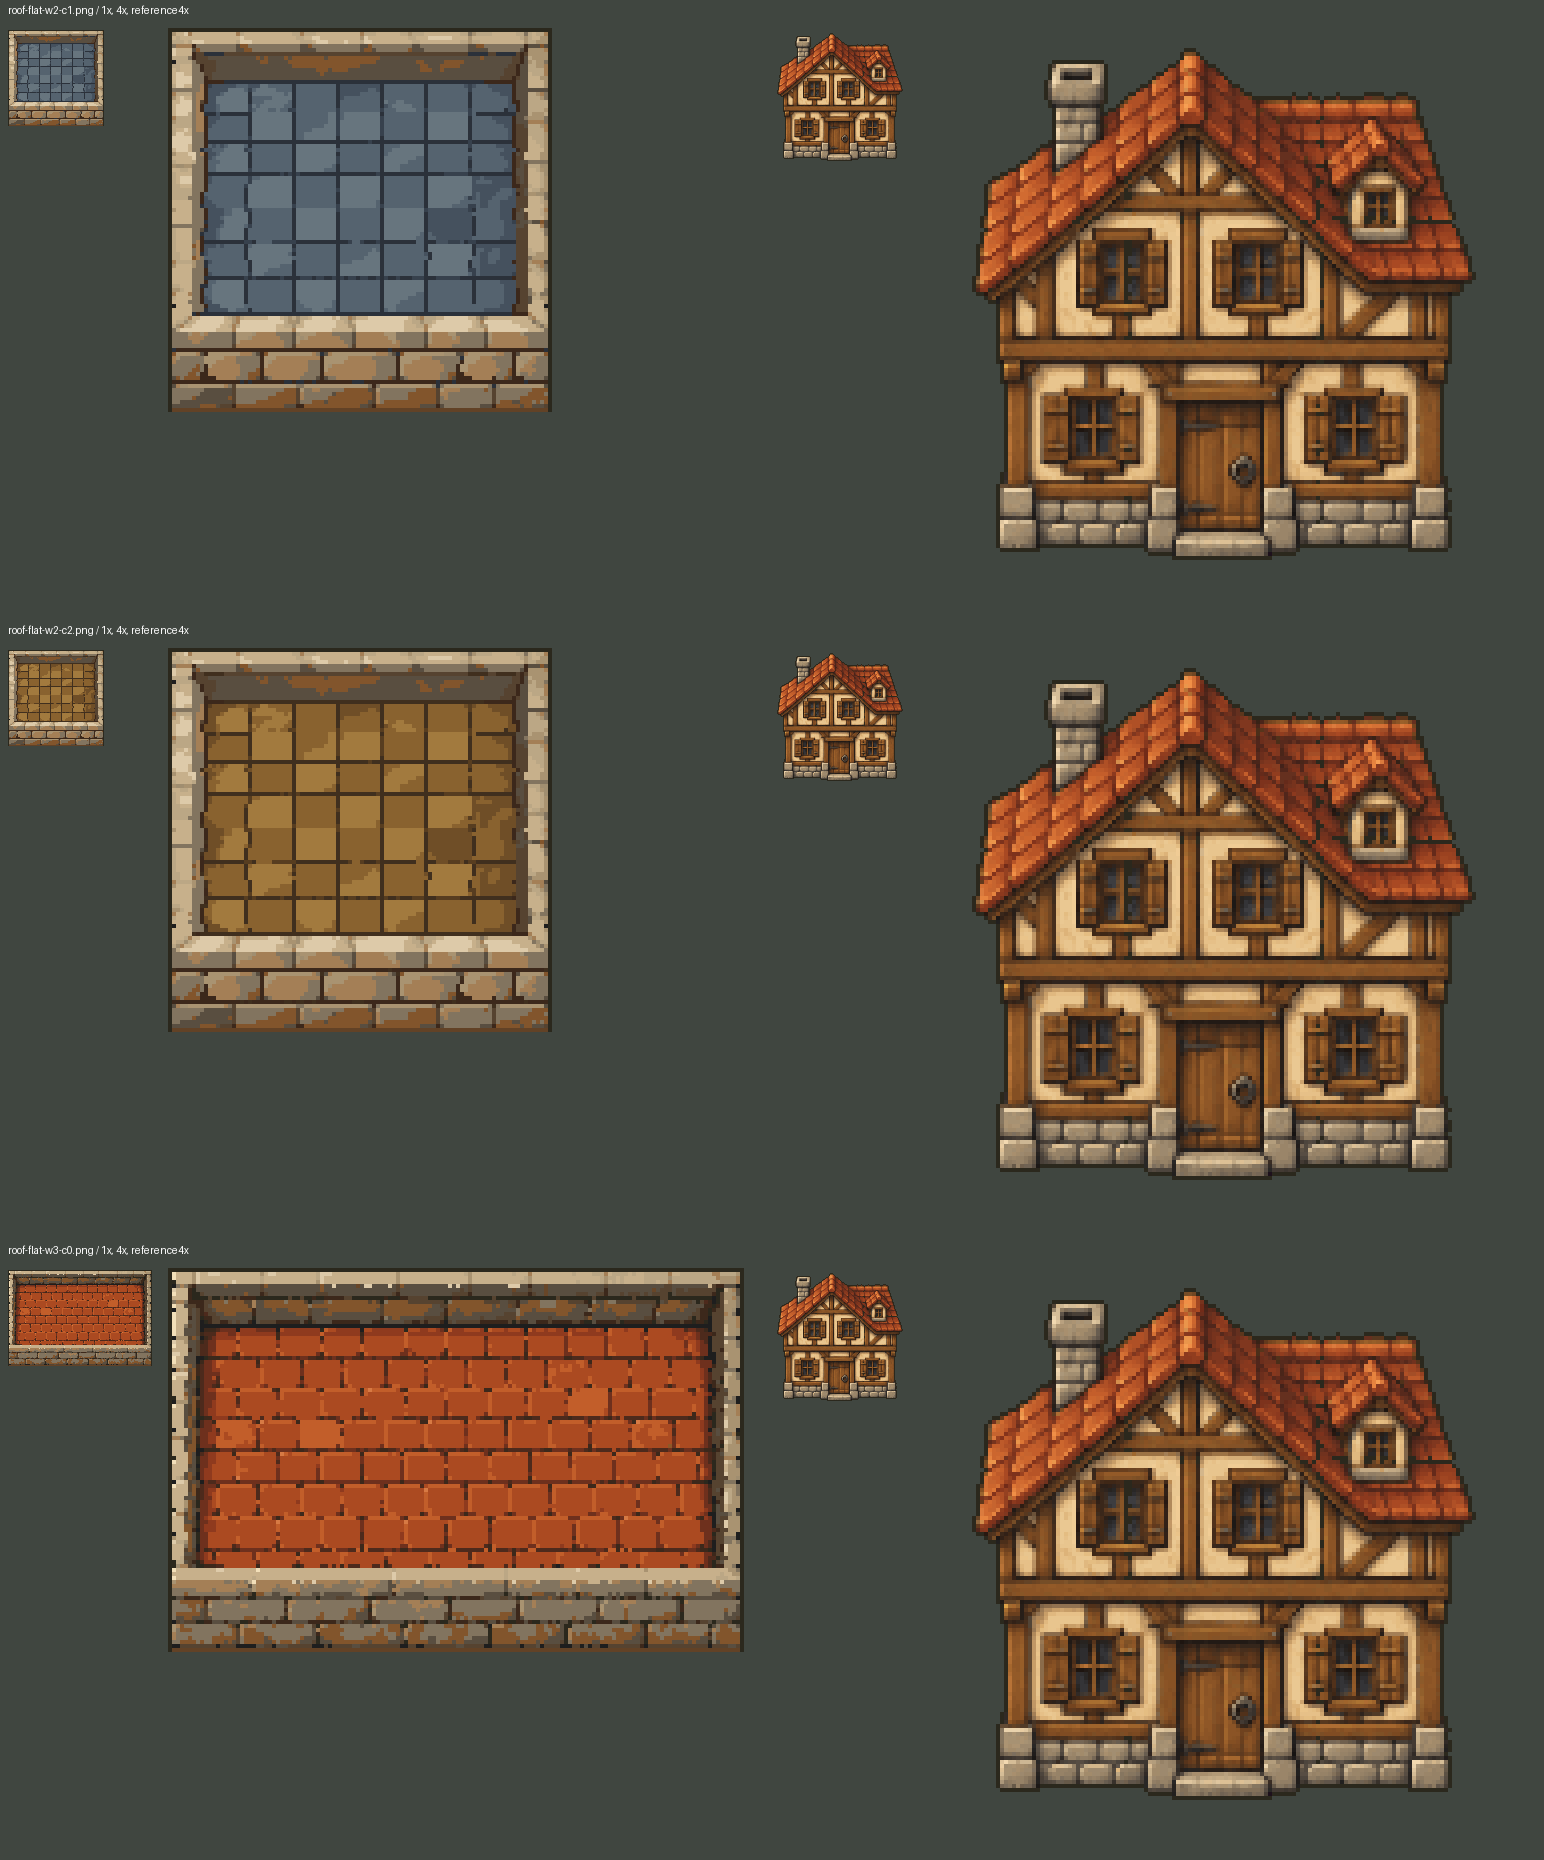 roof-flat-w2-c1.png / 1x, 4x, reference4x
roof-flat-w2-c2.png / 1x, 4x, reference4x
roof-flat-w3-c0.png / 1x, 4x, reference4x